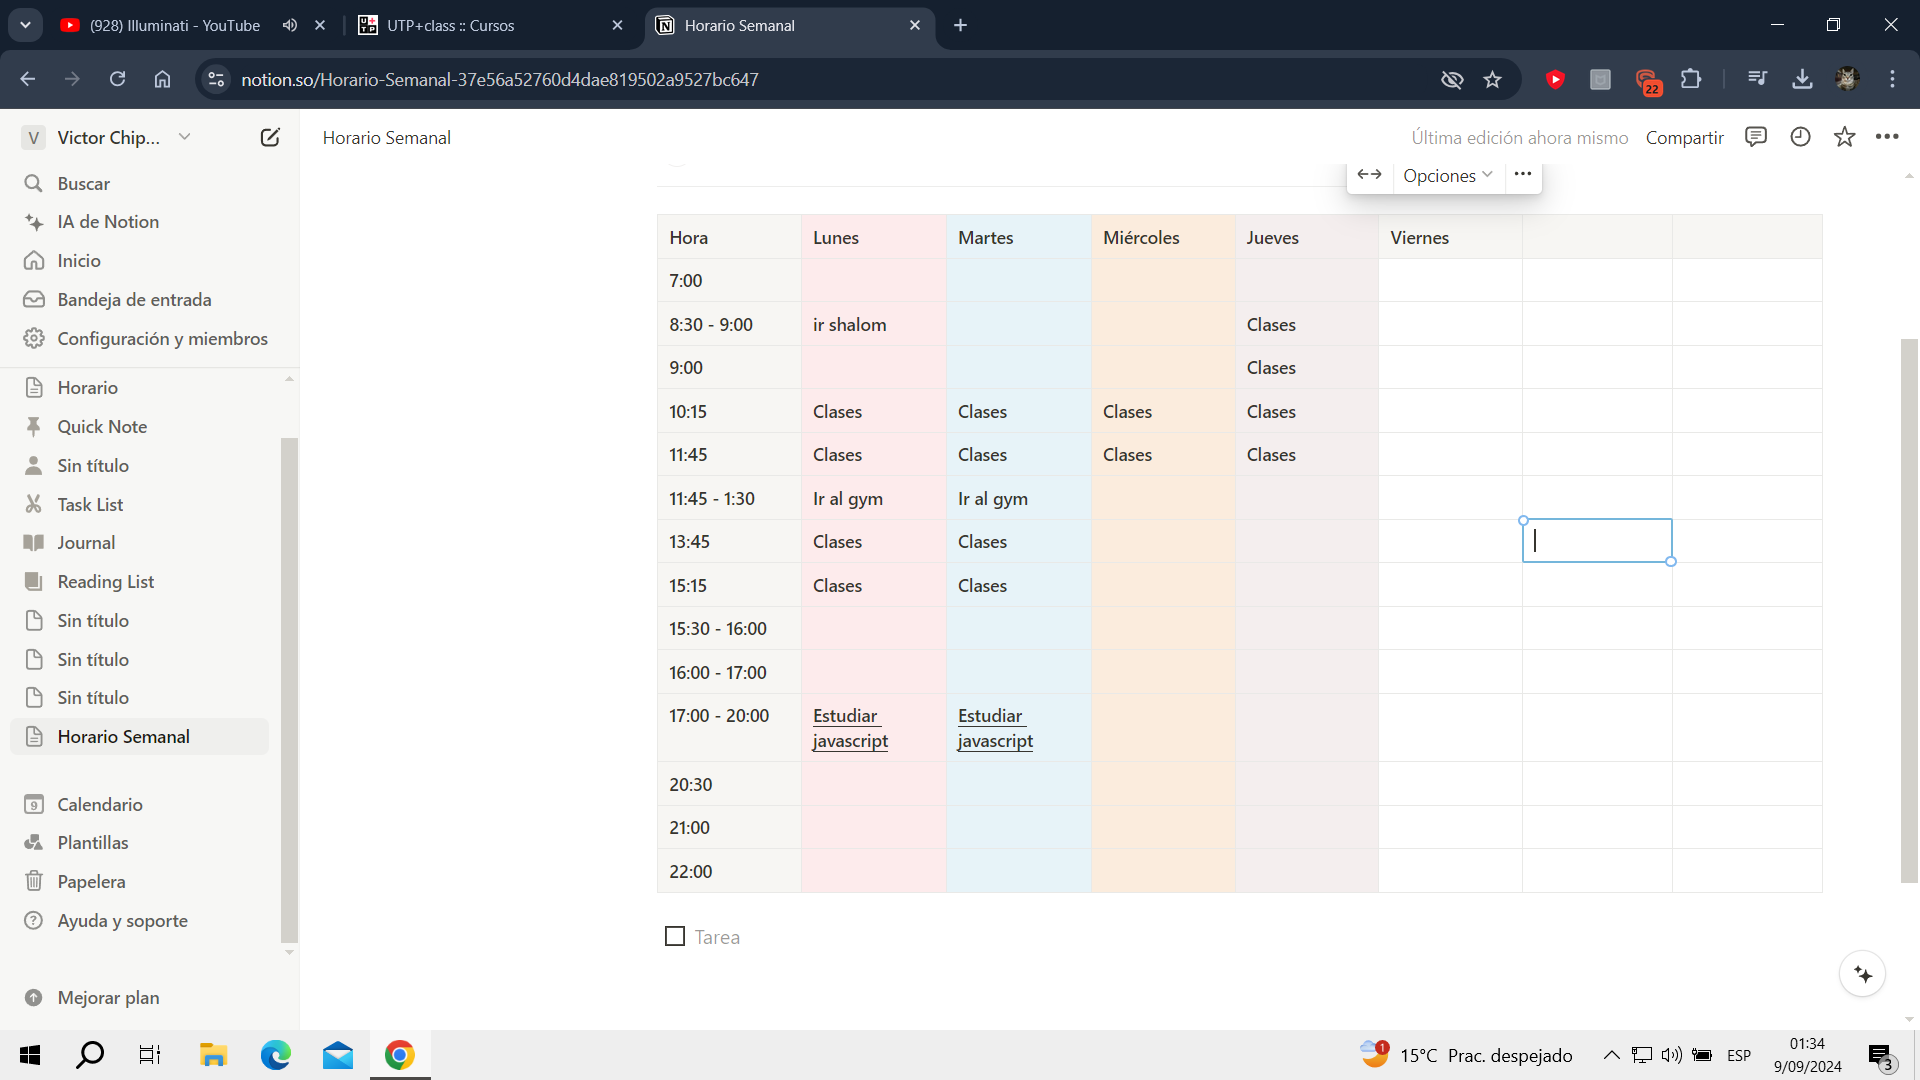 (928) Illuminati - YouTube
UTP+class :: Cursos
Horario Semanal
notion.so/Horario-Semanal-37e56a52760d4dae819502a9527bc647
22
V Victor Chip...
Horario Semanal
Última edición ahora mismo
Compartir
Buscar
IA de Notion
Inicio
Bandeja de entrada
Configuración y miembros
Horario
Quick Note
Sin título
Task List
Journal
Reading List
Sin título
Sin título
Sin título
Horario Semanal
9 Calendario
Plantillas
Papelera
Ayuda y soporte
Mejorar plan
Opciones
Hora Lunes Martes Miércoles Jueves Viernes
7:00
8:30 - 9:00 ir shalom Clases
9:00 Clases
10:15 Clases Clases Clases Clases
11:45 Clases Clases Clases Clases
11:45 - 1:30 Ir al gym Ir al gym
13:45 Clases Clases
15:15 Clases Clases
15:30 - 16:00
16:00 - 17:00
17:00 - 20:00 Estudiar Estudiar
javascript javascript
20:30
21:00
22:00
Tarea
1
15°C Prac. despejado
ESP
01:34
9/09/2024
3